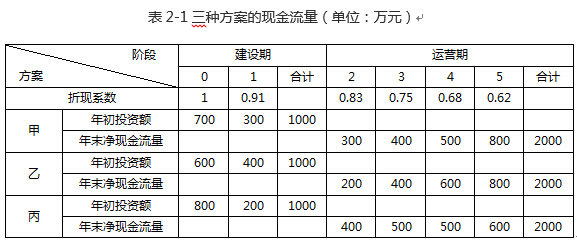 表 2-1 三种方案的现金流量（单位：万元）
阶段 建设期 运营期
方案 0 1 合计 2 3 4 5 合计
折现系数 1 0.91 0.83 0.75 0.68 0.62
甲 年初投资额 700 300 1000
年末净现金流量 300 400 500 800 2000
乙 年初投资额 600 400 1000
年末净现金流量 200 400 600 800 2000
丙 年初投资额 800 200 1000
年末净现金流量 400 500 500 600 2000